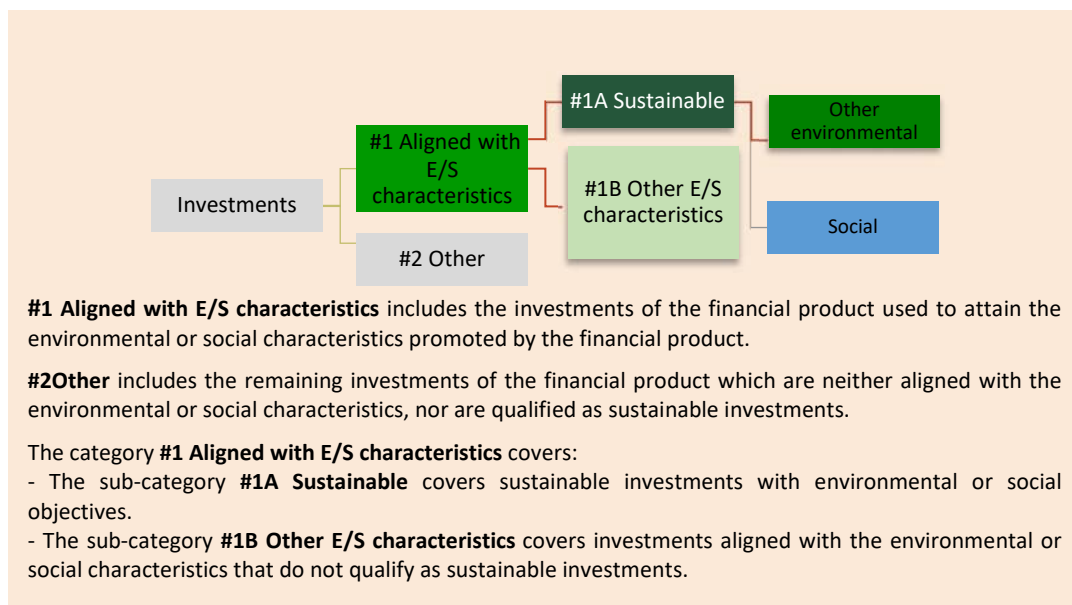 #1A Sustainable
Other
environmental
#1 Aligned with
E/S
characteristics
#1B Other E/S
characteristics
Investments
Social
#2 Other
#1 Aligned with E/S characteristics includes the investments of the financial product used to attain the
environmental or social characteristics promoted by the financial product.
#2Other includes the remaining investments of the financial product which are neither aligned with the
environmental or social characteristics, nor are qualified as sustainable investments.
The category #1 Aligned with E/S characteristics covers:
- The sub-category #1A Sustainable covers sustainable investments with environmental or social
objectives.
- The sub-category #1B Other E/S characteristics covers investments aligned with the environmental or
social characteristics that do not qualify as sustainable investments.